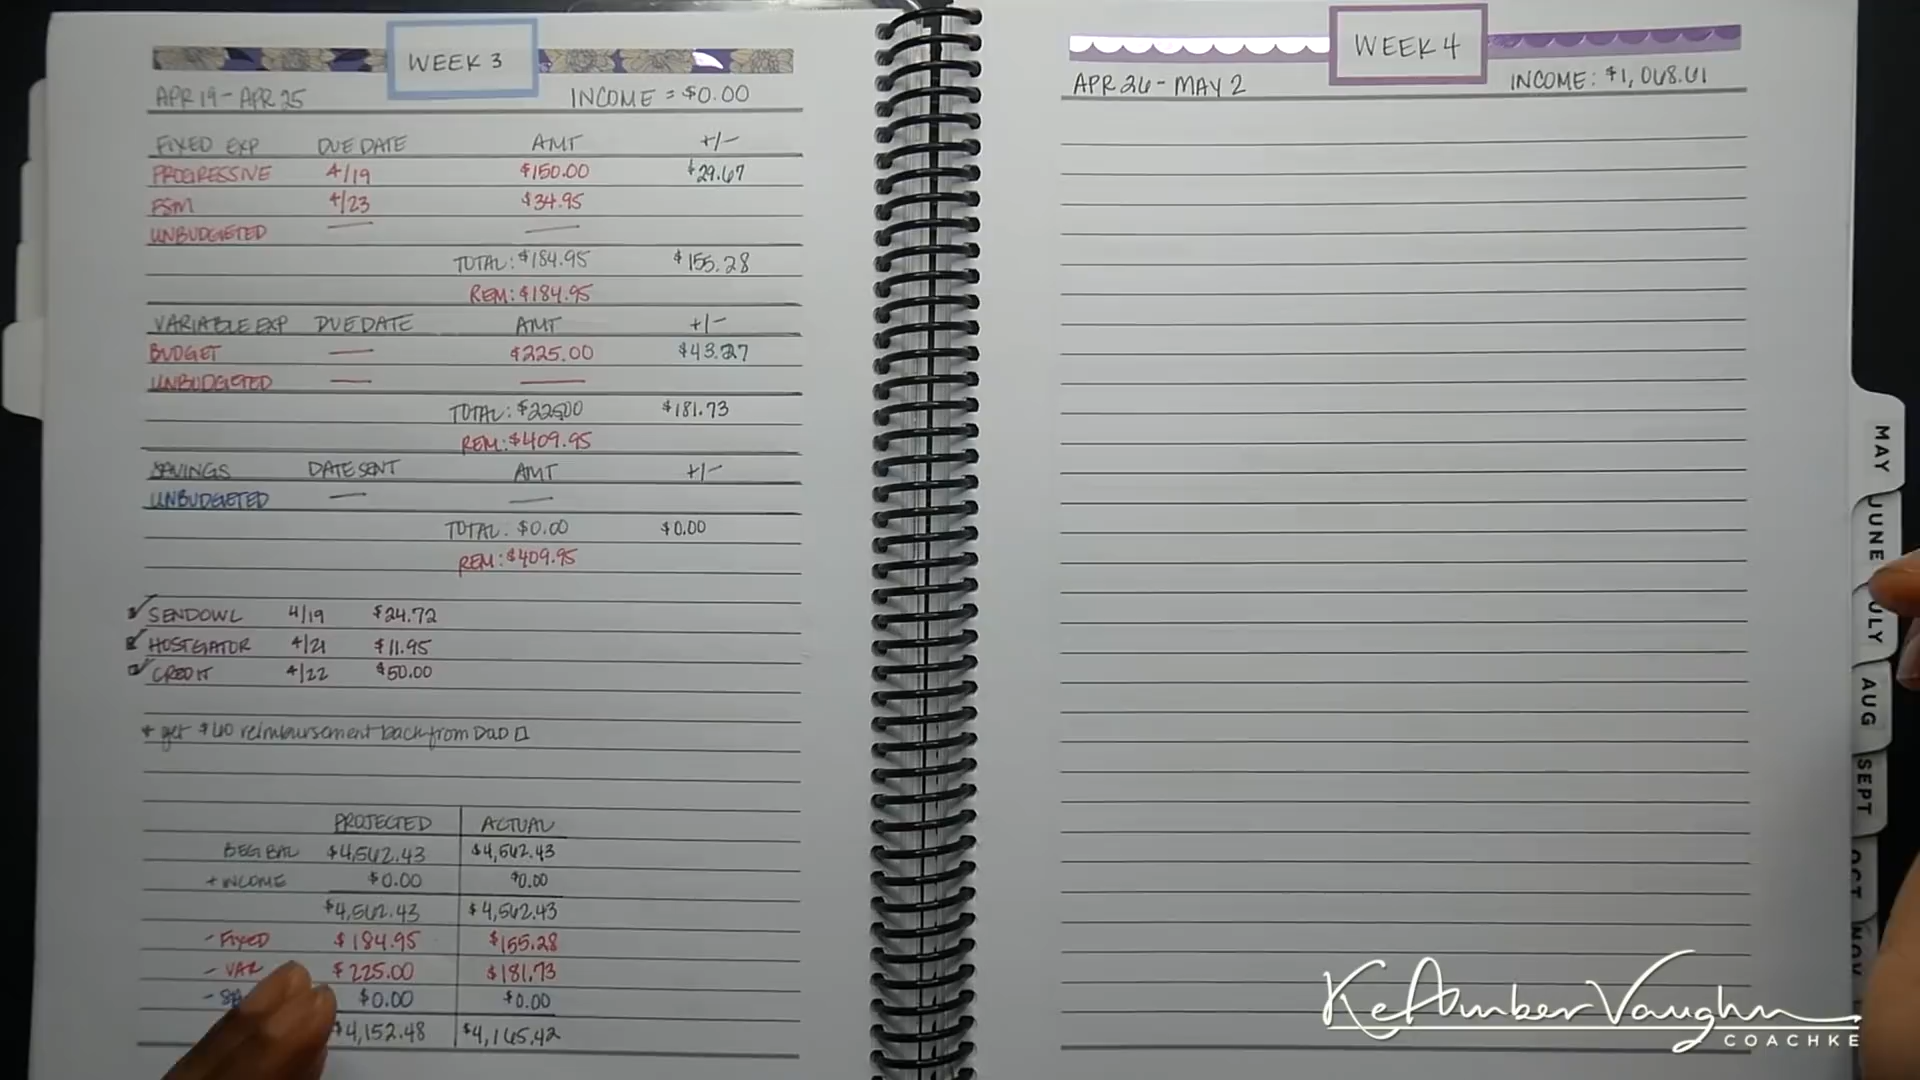 WEEK 3
APR 19 - APR 25 INCOME = $0.00
FIXED EXP DUE DATE AMT +/-
PROGRESSIVE 4/19 $150.00 $29.67
FSM 4/23 $34.95
UNBUDGETED — —
TOTAL: $184.95 $155.28
REM: $184.95
VARIABLE EXP DUE DATE AMT +/-
BUDGET — $225.00 $43.27
UNBUDGETED — —
TOTAL: $225.00 $181.73
REM: $409.95
SAVINGS DATE SENT AMT +/-
UNBUDGETED — —
TOTAL: $0.00 $0.00
REM: $409.95
SENDOWL 4/19 $24.72
HOSTGATOR 4/21 $11.95
CREDIT 4/22 $50.00
reimbursement back from Dad
PROJECTED ACTUAL
BEG BAL $4,562.43 $4,562.43
+ INCOME $0.00 $0.00
$4,562.43 $4,562.43
- FIXED $184.95 $155.28
- VAR $225.00 $181.73
$0.00 $0.00
$4,152.48 $4,165.42
WEEK 4
APR 26 - MAY 2 INCOME: $1,068.61
MAY
JUNE
JULY
AUG
SEPT
OCT
NOV
KeAmber Vaughn
COACHKE